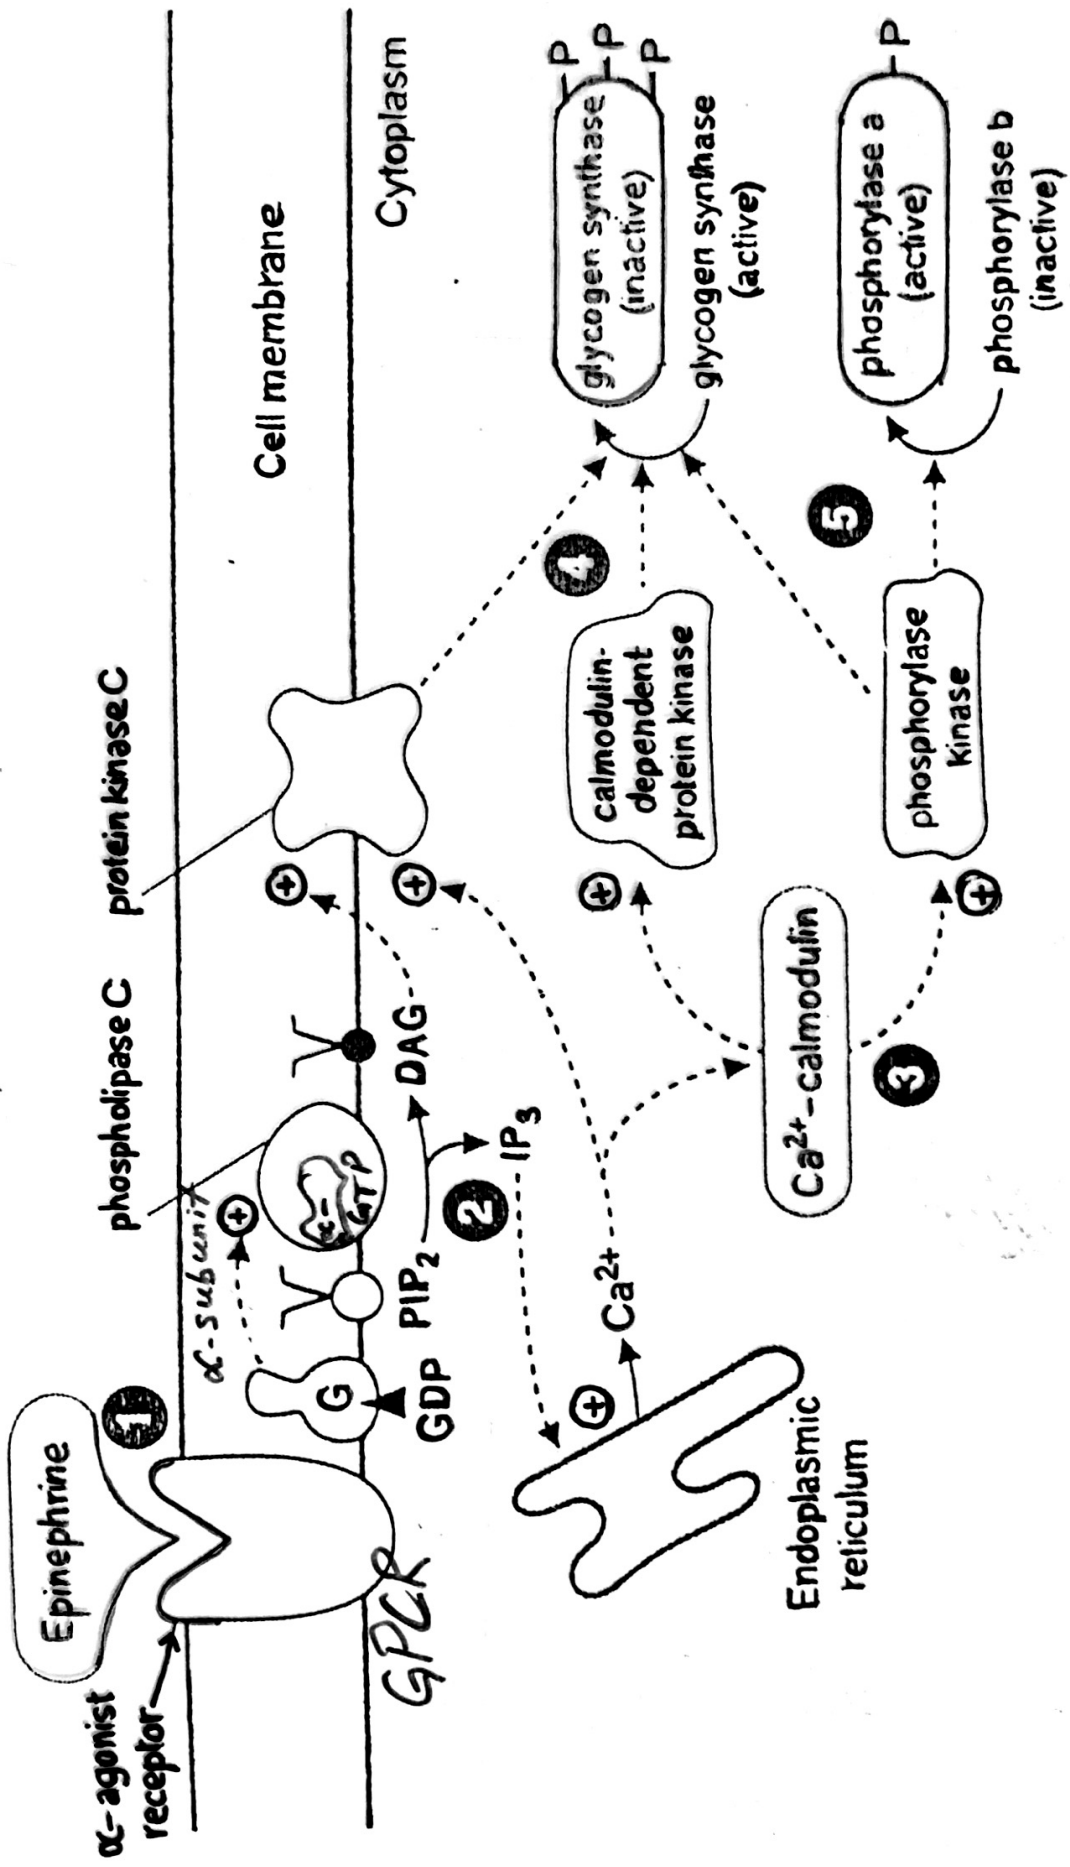 Epinephrine
1
α-agonist
receptor
GPCR
α-subunit
+
phospholipase C
protein kinase C
Cell membrane
Cytoplasm
G
GDP
α-
GTP
PIP2
DAG
2
IP3
+
+
+
Ca2+
Endoplasmic
reticulum
Ca2+-calmodulin
3
+
calmodulin-
dependent
protein kinase
+
phosphorylase
kinase
4
5
glycogen synthase
(inactive)
P
P
P
glycogen synthase
(active)
phosphorylase a
(active)
P
phosphorylase b
(inactive)